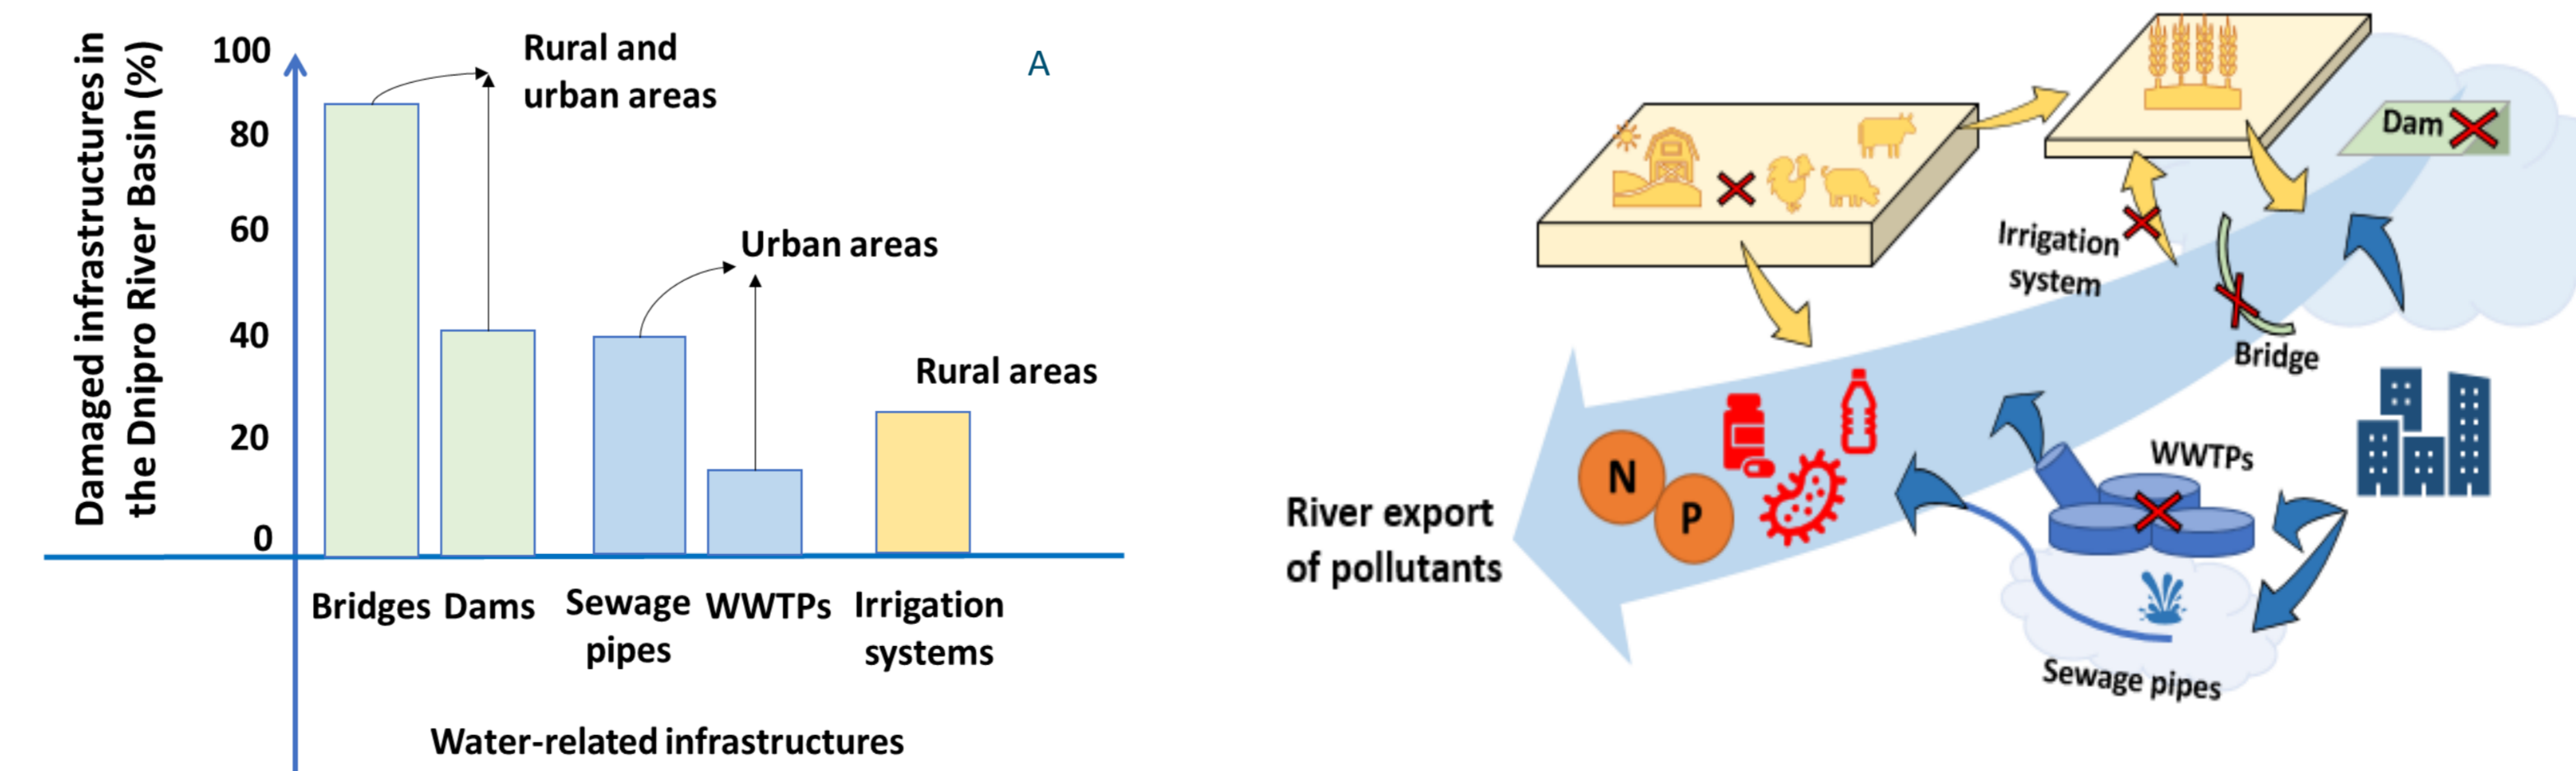 Damaged infrastructures in
the Dnipro River Basin (%)
100
80
60
40
20
0
Rural and
urban areas
A
Urban areas
Rural areas
Bridges
Dams
Sewage
pipes
WWTPs
Irrigation
systems
Water-related infrastructures
Dam
Irrigation
system
Bridge
WWTPs
N
P
River export
of pollutants
Sewage pipes